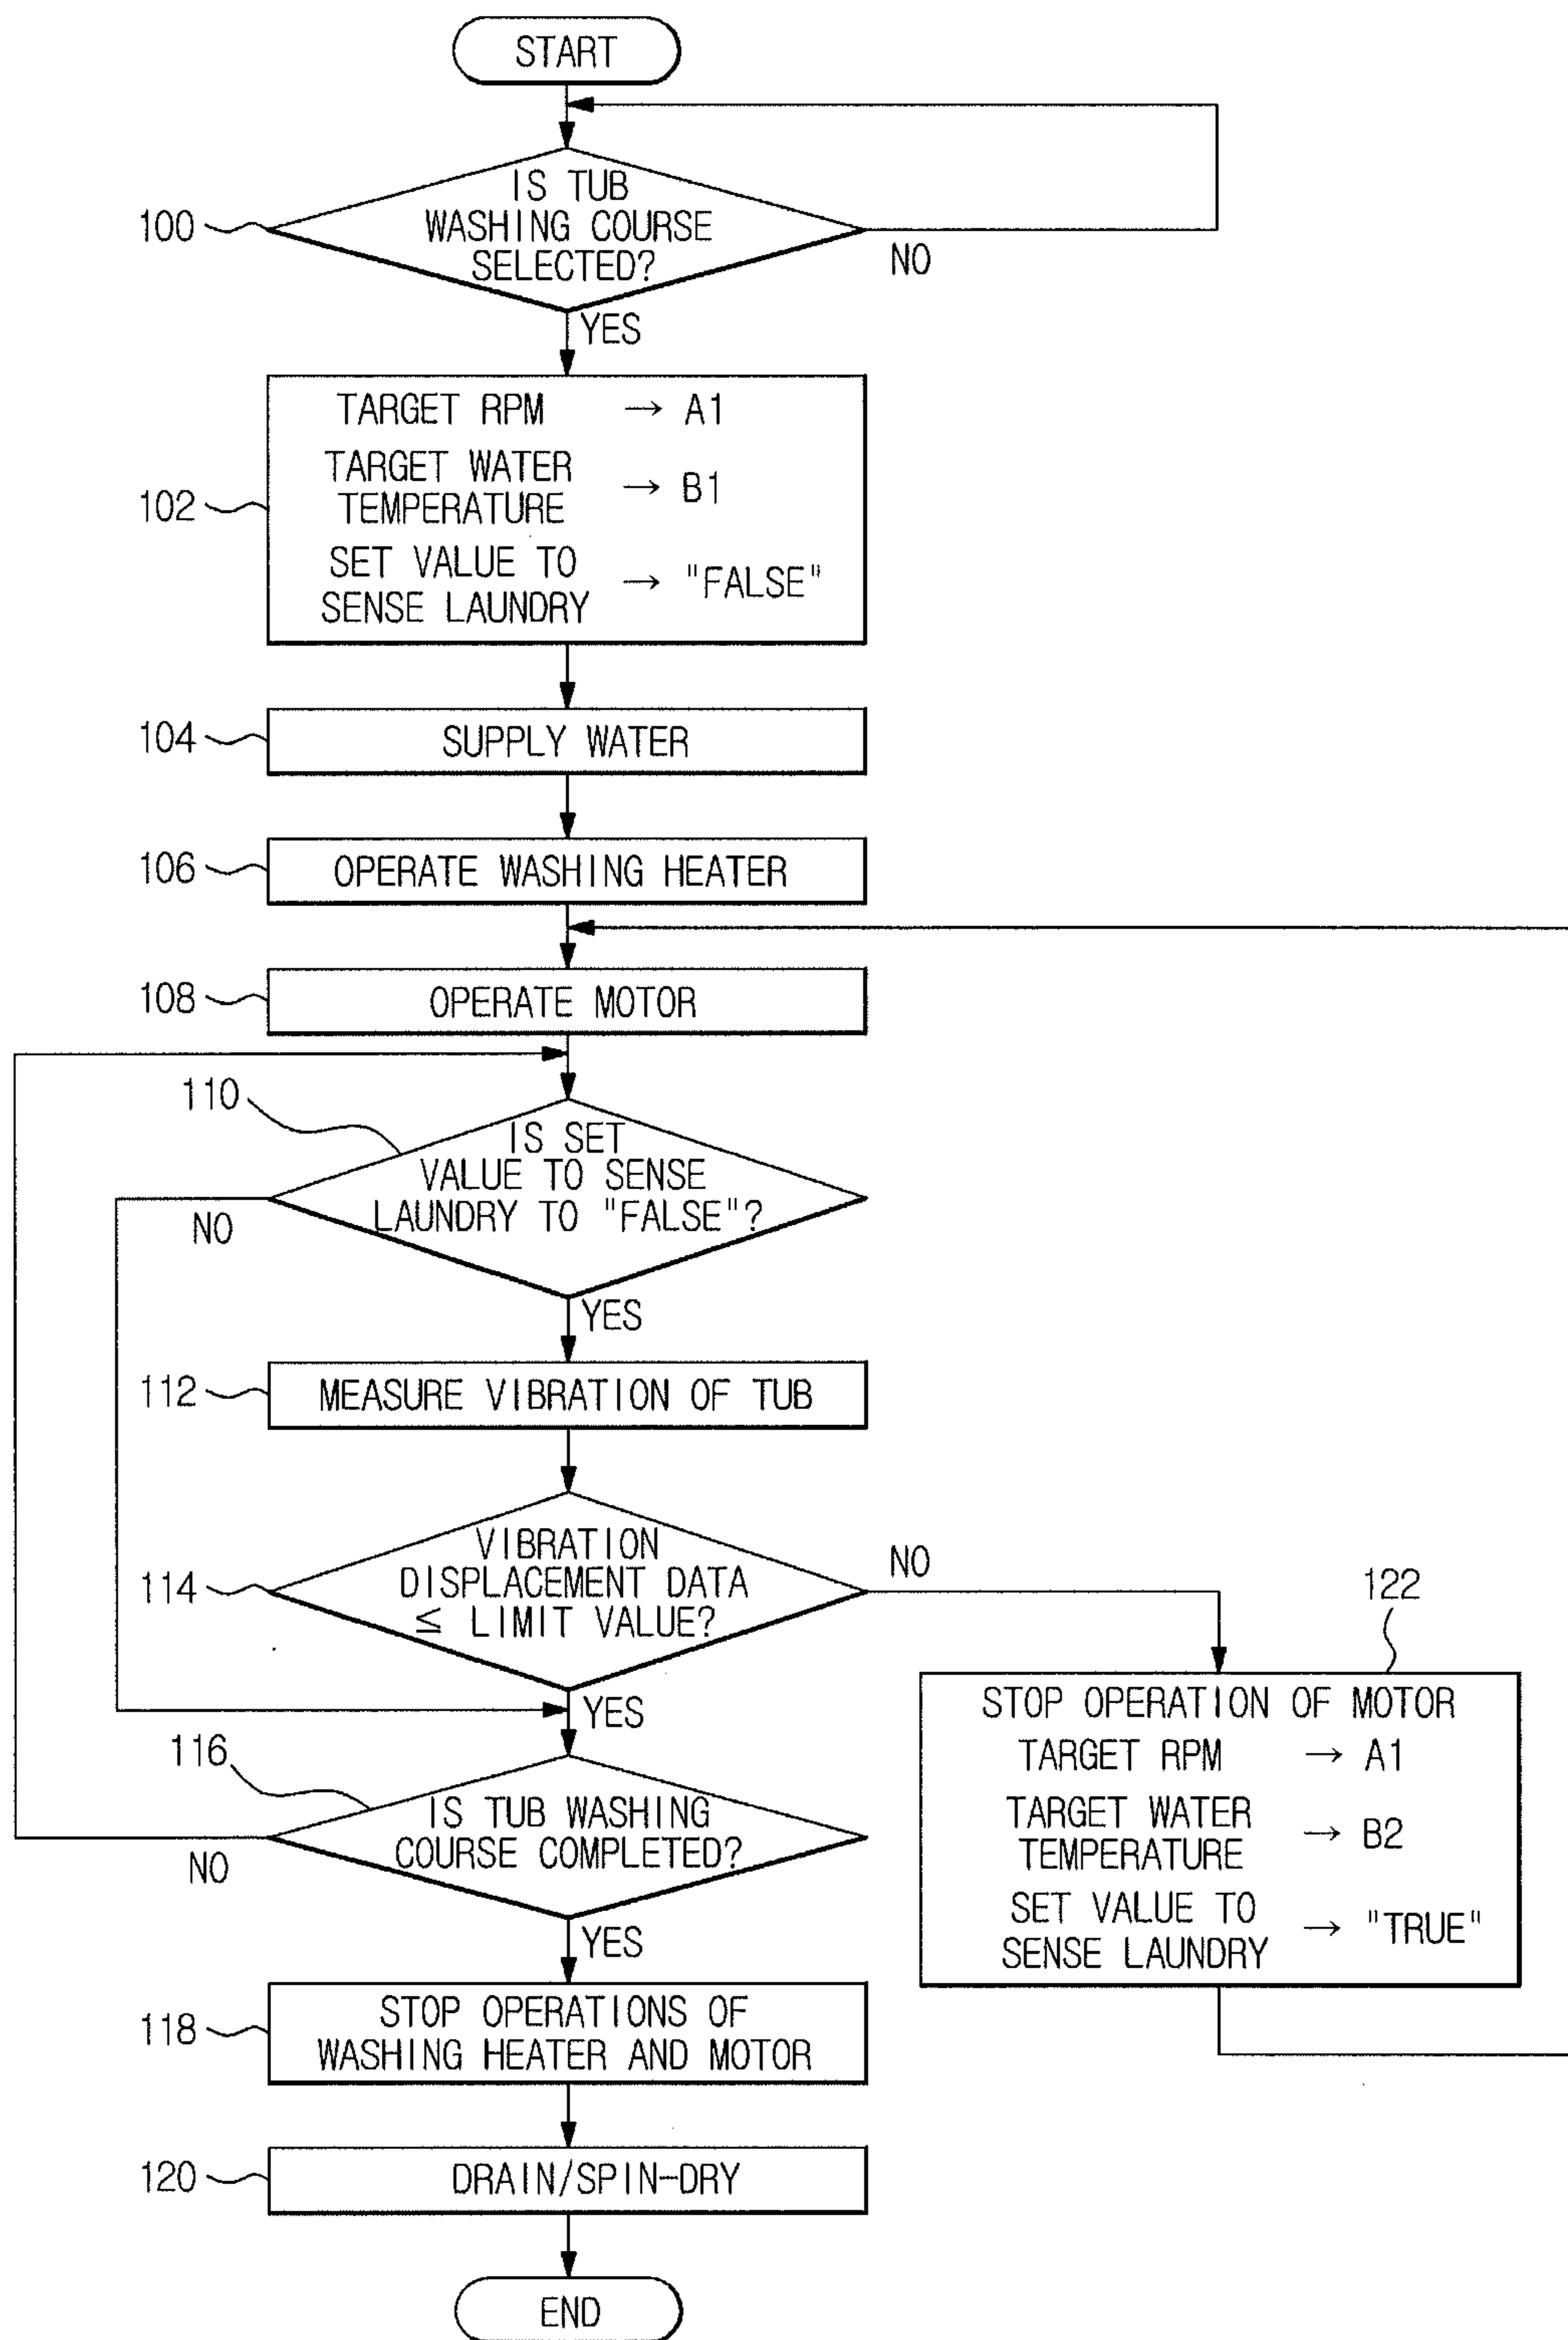 START
IS TUB
WASHING COURSE
SELECTED?
100
NO
YES
TARGET RPM → A1
TARGET WATER
TEMPERATURE → B1
SET VALUE TO
SENSE LAUNDRY → "FALSE"
102
104
SUPPLY WATER
106
OPERATE WASHING HEATER
108
OPERATE MOTOR
110
IS SET
VALUE TO SENSE
LAUNDRY TO "FALSE"?
NO
YES
112
MEASURE VIBRATION OF TUB
114
VIBRATION
DISPLACEMENT DATA
≤ LIMIT VALUE?
NO
YES
122
STOP OPERATION OF MOTOR
TARGET RPM → A1
TARGET WATER
TEMPERATURE → B2
SET VALUE TO
SENSE LAUNDRY → "TRUE"
116
IS TUB WASHING
COURSE COMPLETED?
NO
YES
118
STOP OPERATIONS OF
WASHING HEATER AND MOTOR
120
DRAIN/SPIN-DRY
END